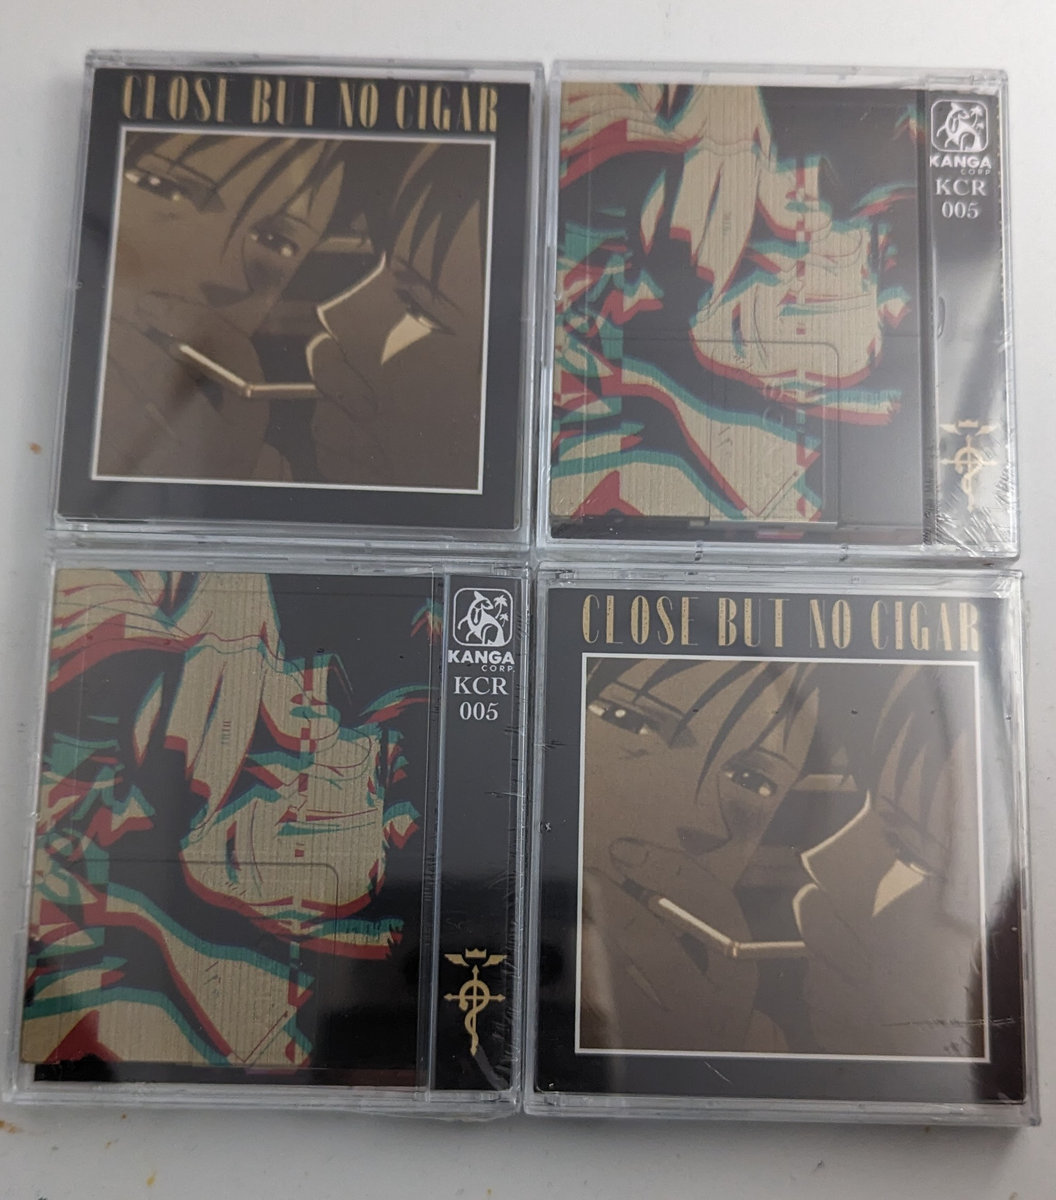 CLOSE BUT NO CIGAR
KANGA
CORP
KCR
005
KANGA
CORP.
KCR
005
CLOSE BUT NO CIGAR